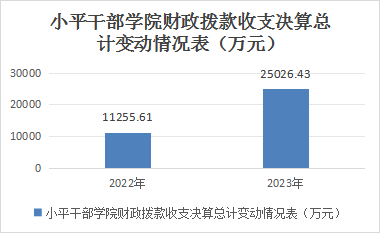 小平干部学院财政拨款收支决算总
计变动情况表（万元）
30000
25026.43
20000
11255.61
10000
0
2022年
2023年
小平干部学院财政拨款收支决算总计变动情况表（万元）